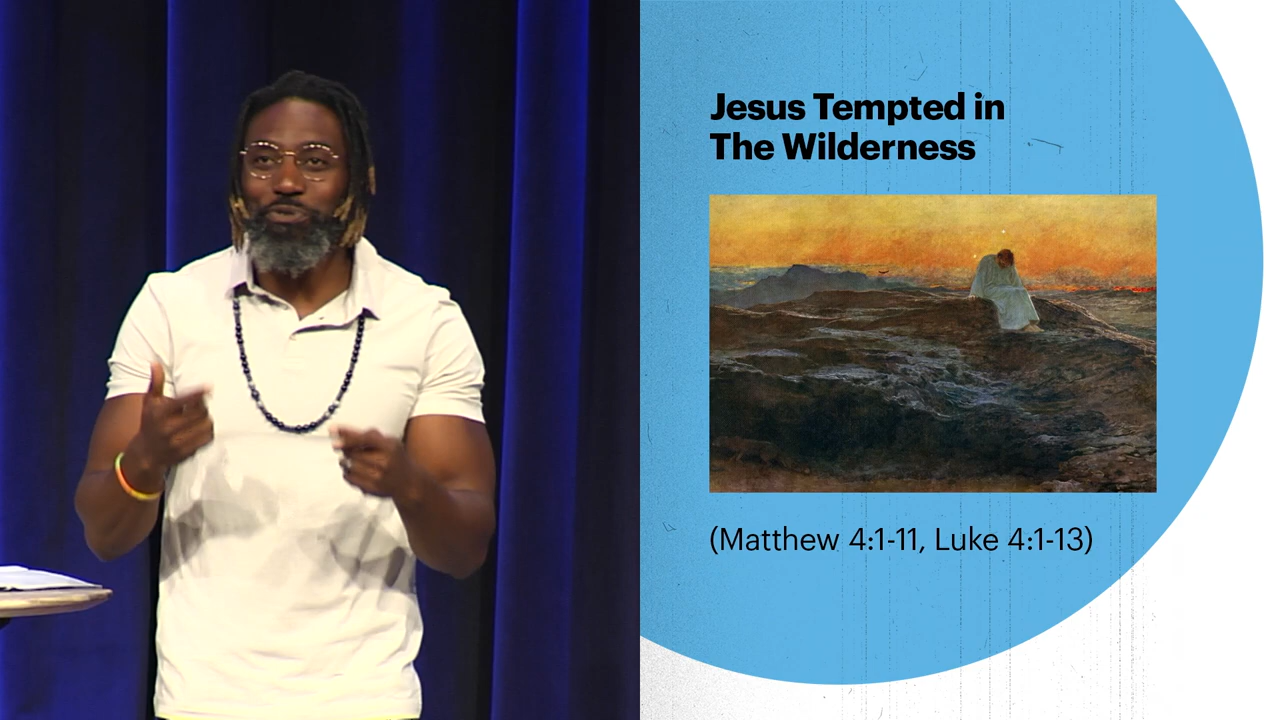 Jesus Tempted in
The Wilderness
(Matthew 4:1-11, Luke 4:1-13)